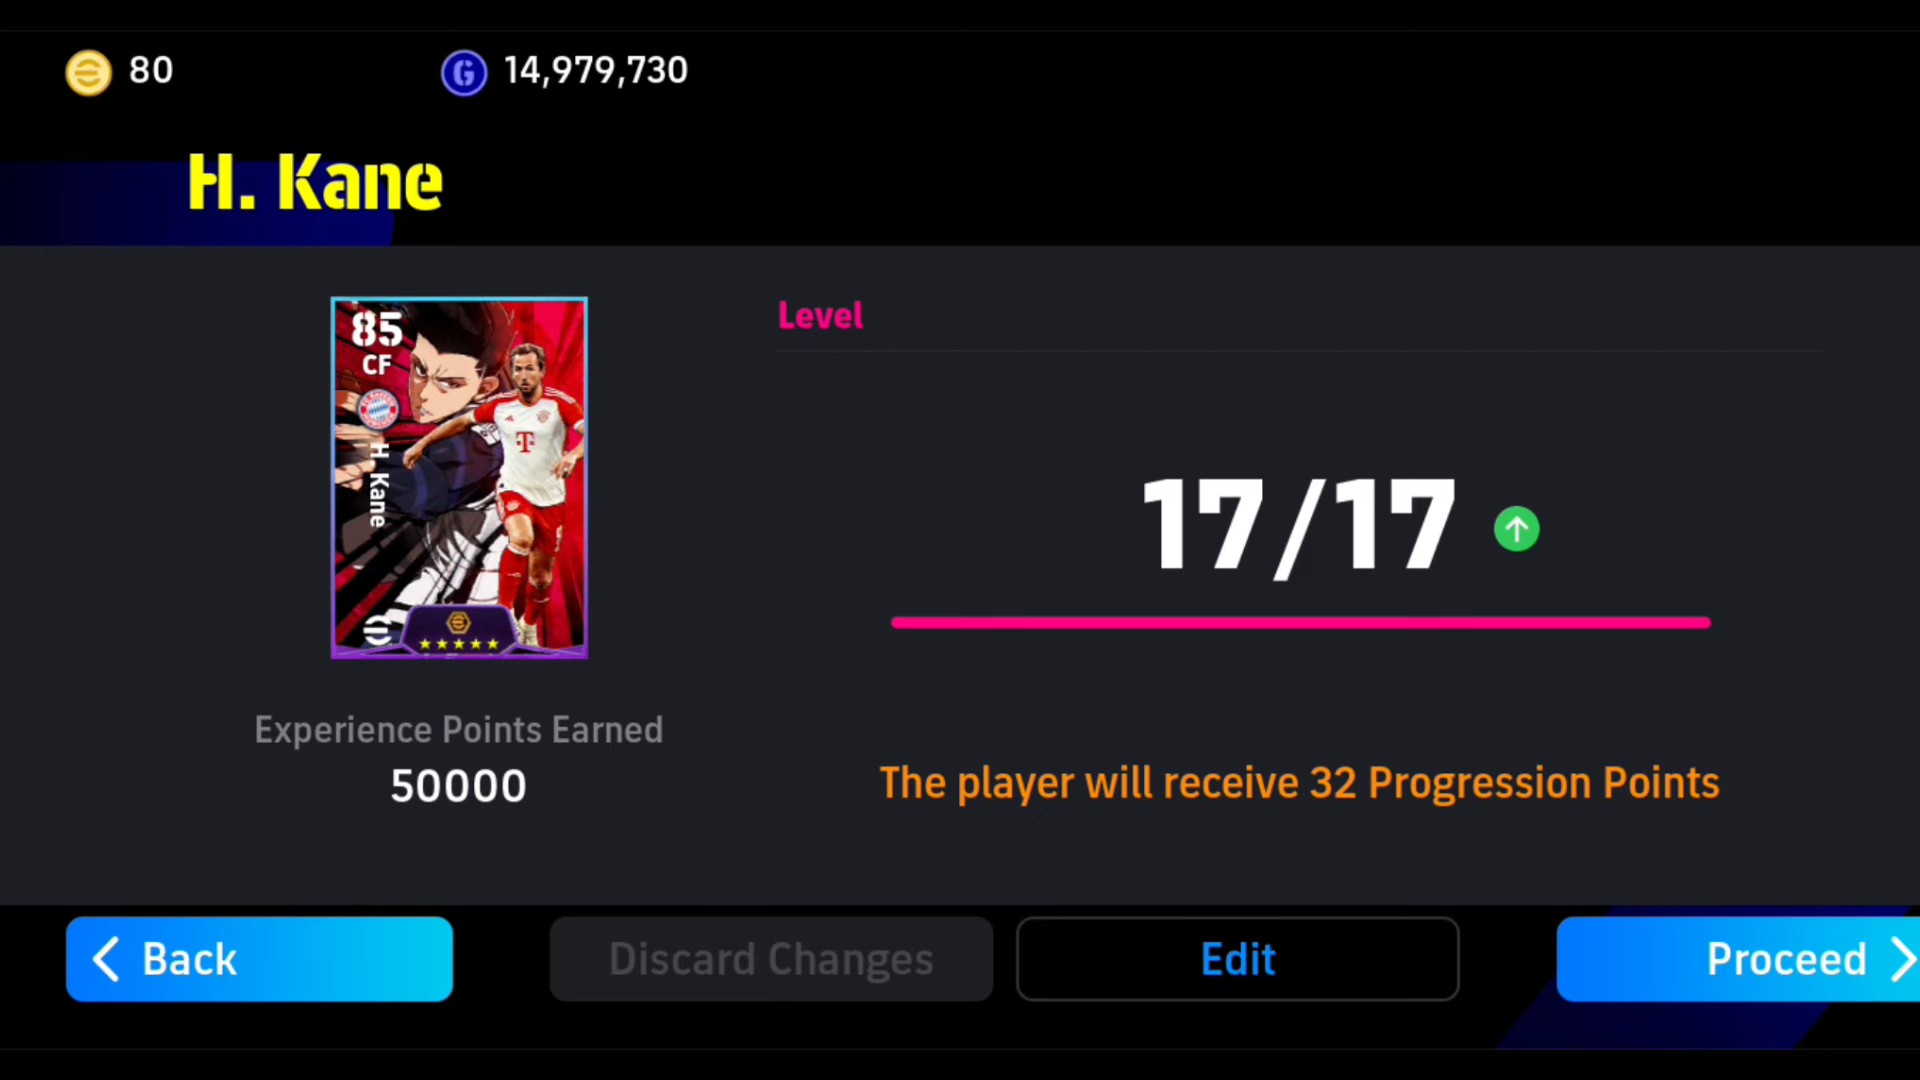 80
14,979,730
H. Kane
85
CF
H. Kane
T
Level
17/17
Experience Points Earned
50000
The player will receive 32 Progression Points
Back
Discard Changes
Edit
Proceed